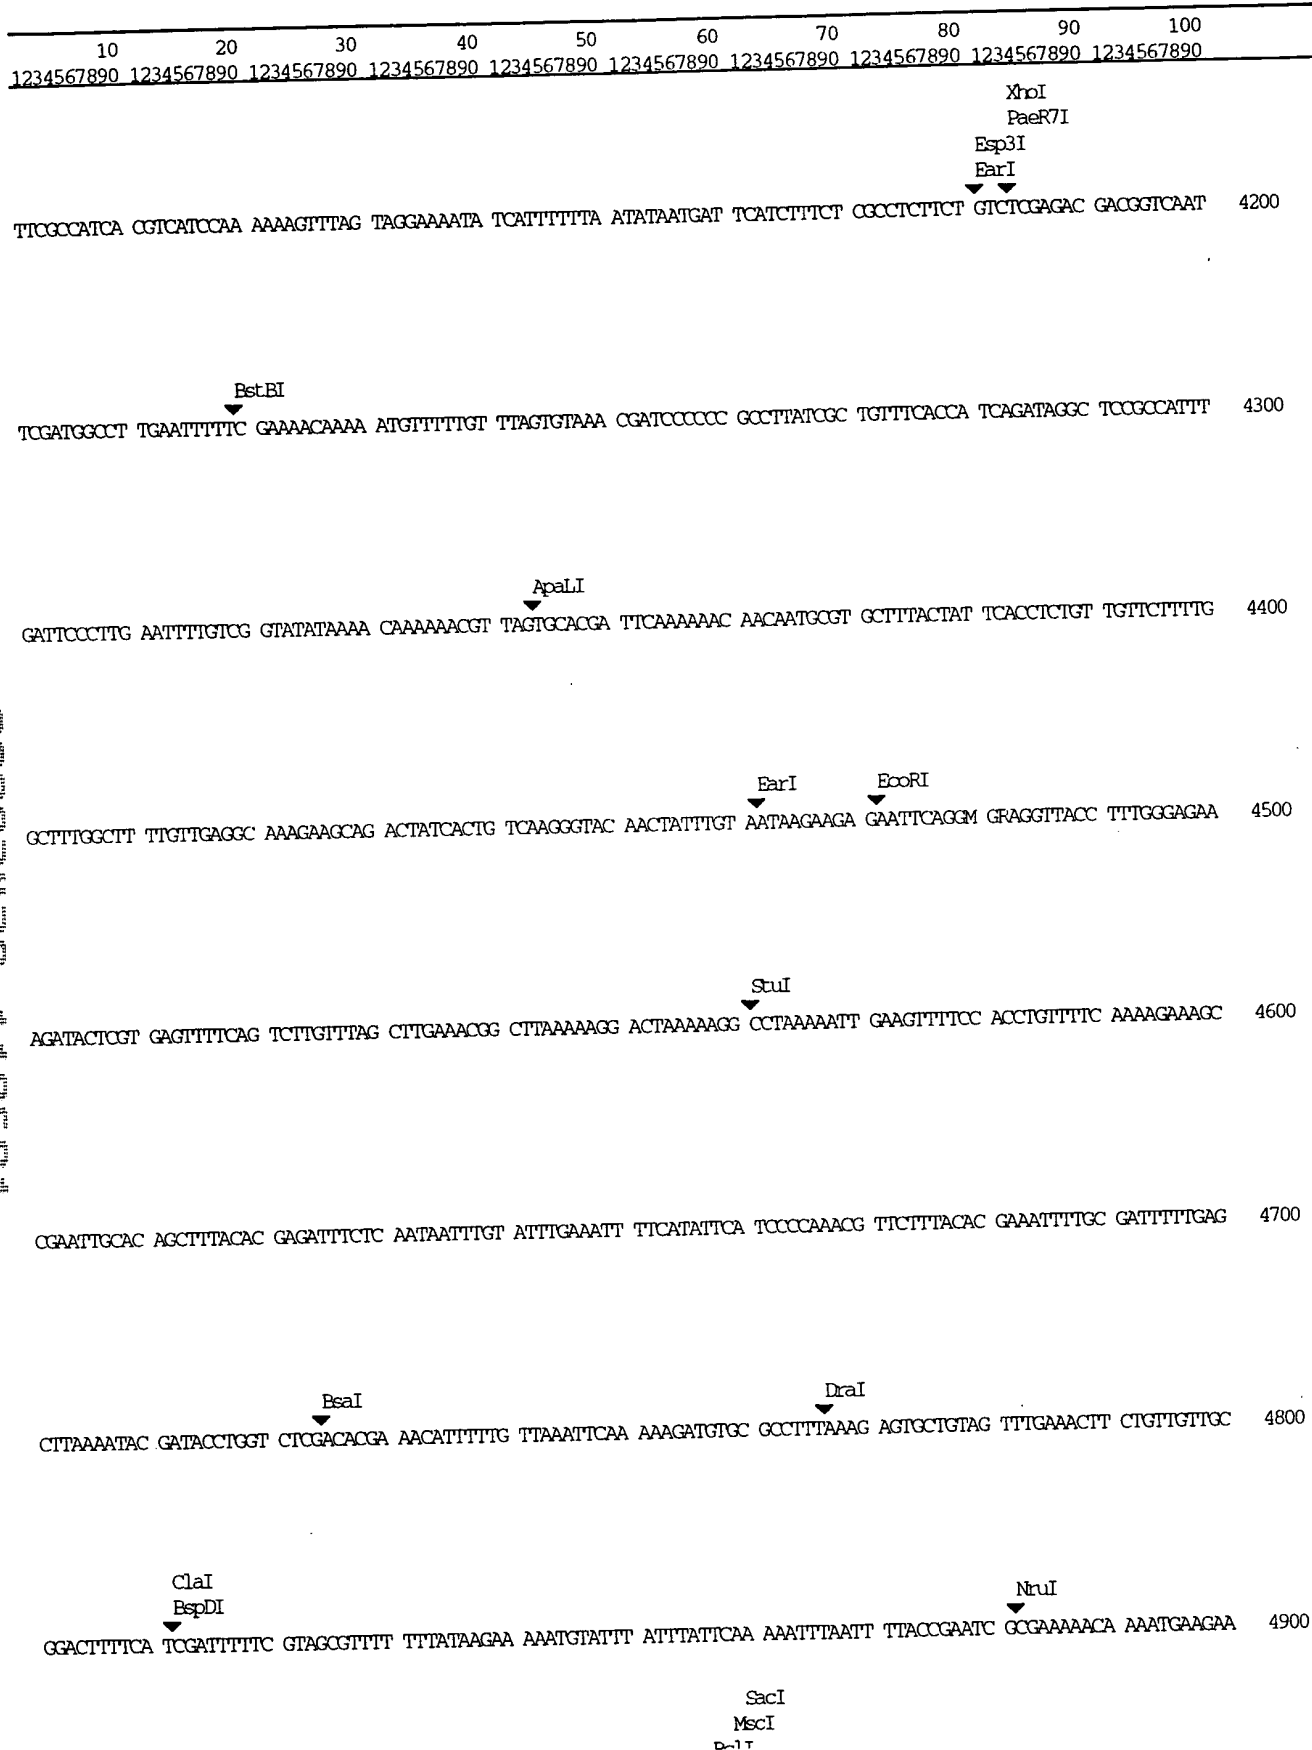 10 20 30 40 50 60 70 80 90 100
1234567890 1234567890 1234567890 1234567890 1234567890 1234567890 1234567890 1234567890 1234567890 1234567890
XhoI
PaeR7I
Esp3I
EarI
TTCGCCATCA CGTCATCCAA AAAAGTTTAG TAGGAAAATA TCATTTTTTA ATATAATGAT TCATCTTTCT CGCCTCTTCT GTCTCGAGAC GACGGTCAAT 4200
BstBI
TCGATGGCCT TGAATTTTTC GAAAACAAAA ATGTTTTTGT TTAGTGTAAA CGATCCCCCC GCCTTATCGC TGTTTCACCA TCAGATAGGC TCCGCCATTT 4300
ApaLI
GATTCCCTTG AATTTTGTCG GTATATAAAA CAAAAAACGT TAGTGCACGA TTCAAAAAAC AACAATGCGT GCTTTACTAT TCACCTCTGT TGTTCTTTTG 4400
EarI EcoRI
GCTTTGGCTT TTGTTGAGGC AAAGAAGCAG ACTATCACTG TCAAGGGTAC AACTATTTGT AATAAGAAGA GAATTCAGGM GRAGGTTACC TTTGGGAGAA 4500
StuI
AGATACTCGT GAGTTTTCAG TCTTGTTTAG CTTGAAACGG CTTAAAAAGG ACTAAAAAGG CCTAAAAATT GAAGTTTTCC ACCTGTTTTC AAAAGAAAGC 4600
CGAATTGCAC AGCTTTACAC GAGATTTCTC AATAATTTGT ATTTGAAATT TTCATATTCA TCCCCAAACG TTCTTTACAC GAAATTTTGC GATTTTTGAG 4700
BsaI DraI
CTTAAAATAC GATACCTGGT CTCGACACGA AACATTTTTG TTAAATTCAA AAAGATGTGC GCCTTTAAAG AGTGCTGTAG TTTGAAACTT CTGTTGTTGC 4800
ClaI
BspDI NruI
GGACTTTTCA TCGATTTTTC GTAGCGTTTT TTTATAAGAA AAATGTATTT ATTTATTCAA AAATTTAATT TTACCGAATC GCGAAAAACA AAATGAAGAA 4900
SacI
MscI